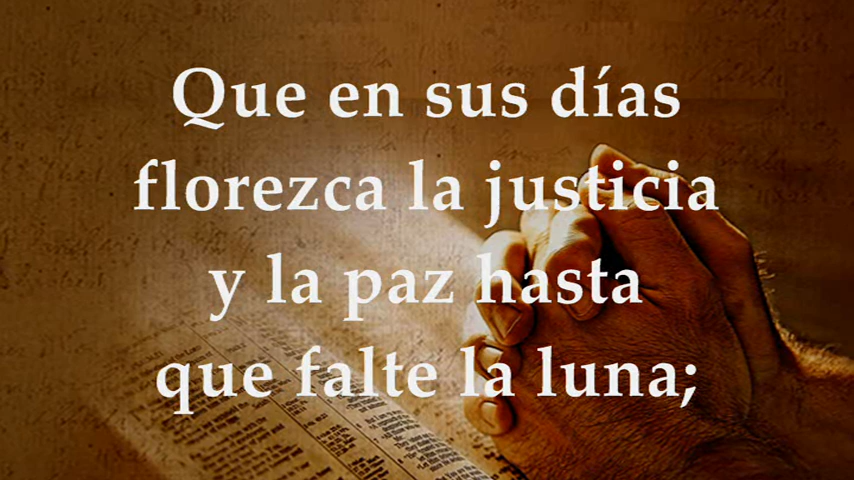 Que en sus días
florezca la justicia
y la paz hasta
que falte la luna;